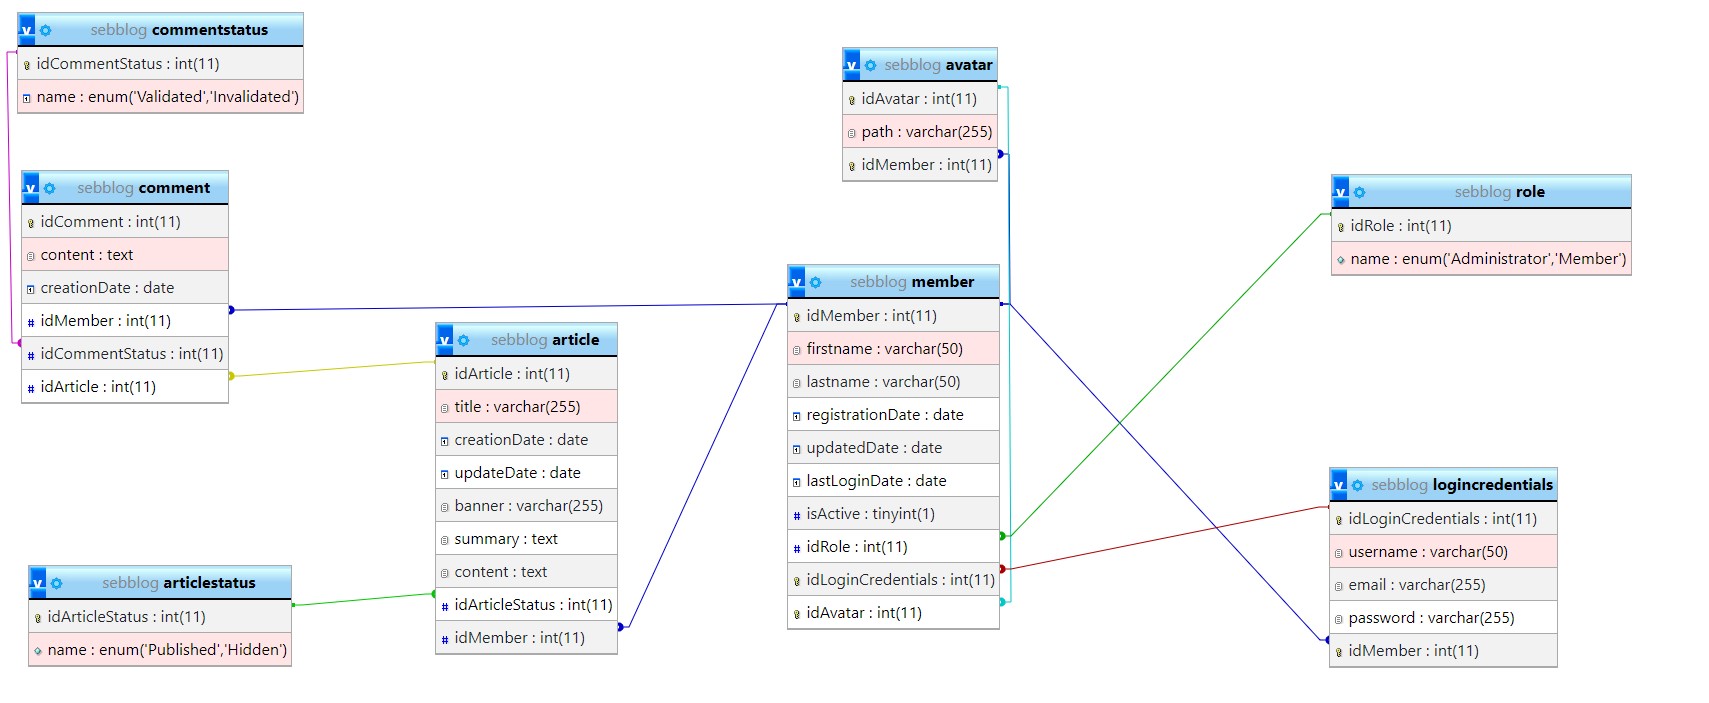 sebblog commentstatus
idCommentStatus : int(11)
name : enum('Validated','Invalidated')
sebblog comment
idComment : int(11)
content : text
creationDate : date
idMember : int(11)
idCommentStatus : int(11)
idArticle : int(11)
sebblog articlestatus
idArticleStatus : int(11)
name : enum('Published','Hidden')
sebblog article
idArticle : int(11)
title : varchar(255)
creationDate : date
updateDate : date
banner : varchar(255)
summary : text
content : text
idArticleStatus : int(11)
idMember : int(11)
sebblog avatar
idAvatar : int(11)
path : varchar(255)
idMember : int(11)
sebblog member
idMember : int(11)
firstname : varchar(50)
lastname : varchar(50)
registrationDate : date
updatedDate : date
lastLoginDate : date
isActive : tinyint(1)
idRole : int(11)
idLoginCredentials : int(11)
idAvatar : int(11)
sebblog role
idRole : int(11)
name : enum('Administrator','Member')
sebblog logincredentials
idLoginCredentials : int(11)
username : varchar(50)
email : varchar(255)
password : varchar(255)
idMember : int(11)